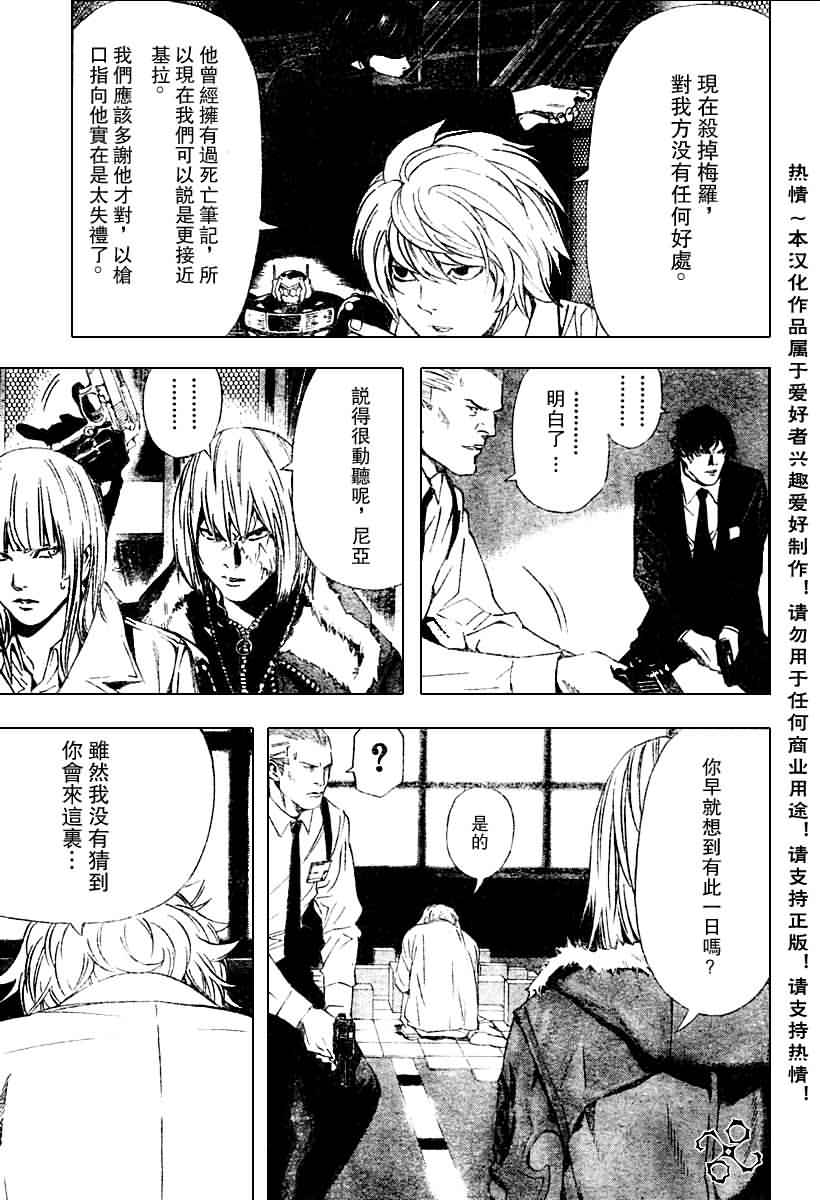 現在殺掉梅羅，
對我方没有任何好處。
他曾經擁有過死亡筆記，所
以現在我們可以説是更接近
基拉。
我們應該多謝他才對，以槍
口指向他實在是太失禮了。
………
………
明白了…
説得很動聽呢，尼亞
………
………
你早就想到有此一日嗎？
是的
？
雖然我没有猜到
你會來這裏…
热情～本汉化作品属于爱好者兴趣爱好制作！请勿用于任何商业用途！请支持正版！请支持热情！